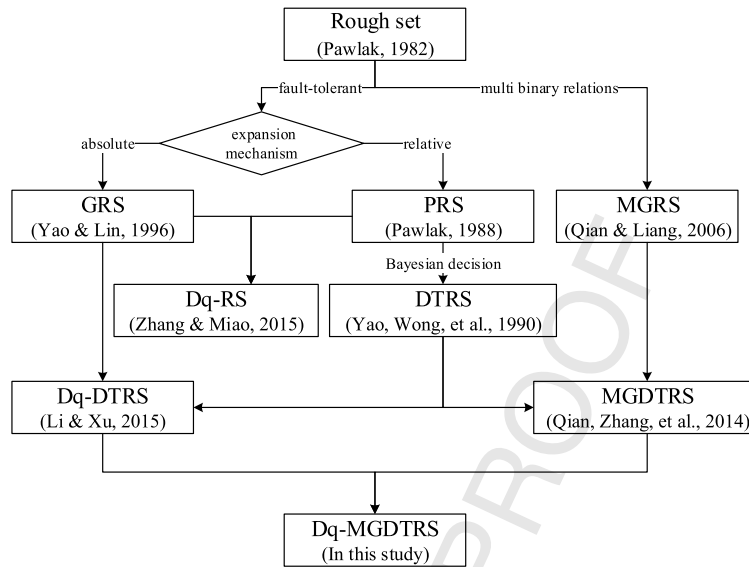 Rough set
(Pawlak, 1982)
fault-tolerant
multi binary relations
absolute
expansion
mechanism
relative
GRS
(Yao & Lin, 1996)
PRS
(Pawlak, 1988)
MGRS
(Qian & Liang, 2006)
Bayesian decision
Dq-RS
(Zhang & Miao, 2015)
DTRS
(Yao, Wong, et al., 1990)
Dq-DTRS
(Li & Xu, 2015)
MGDTRS
(Qian, Zhang, et al., 2014)
Dq-MGDTRS
(In this study)
PROOF